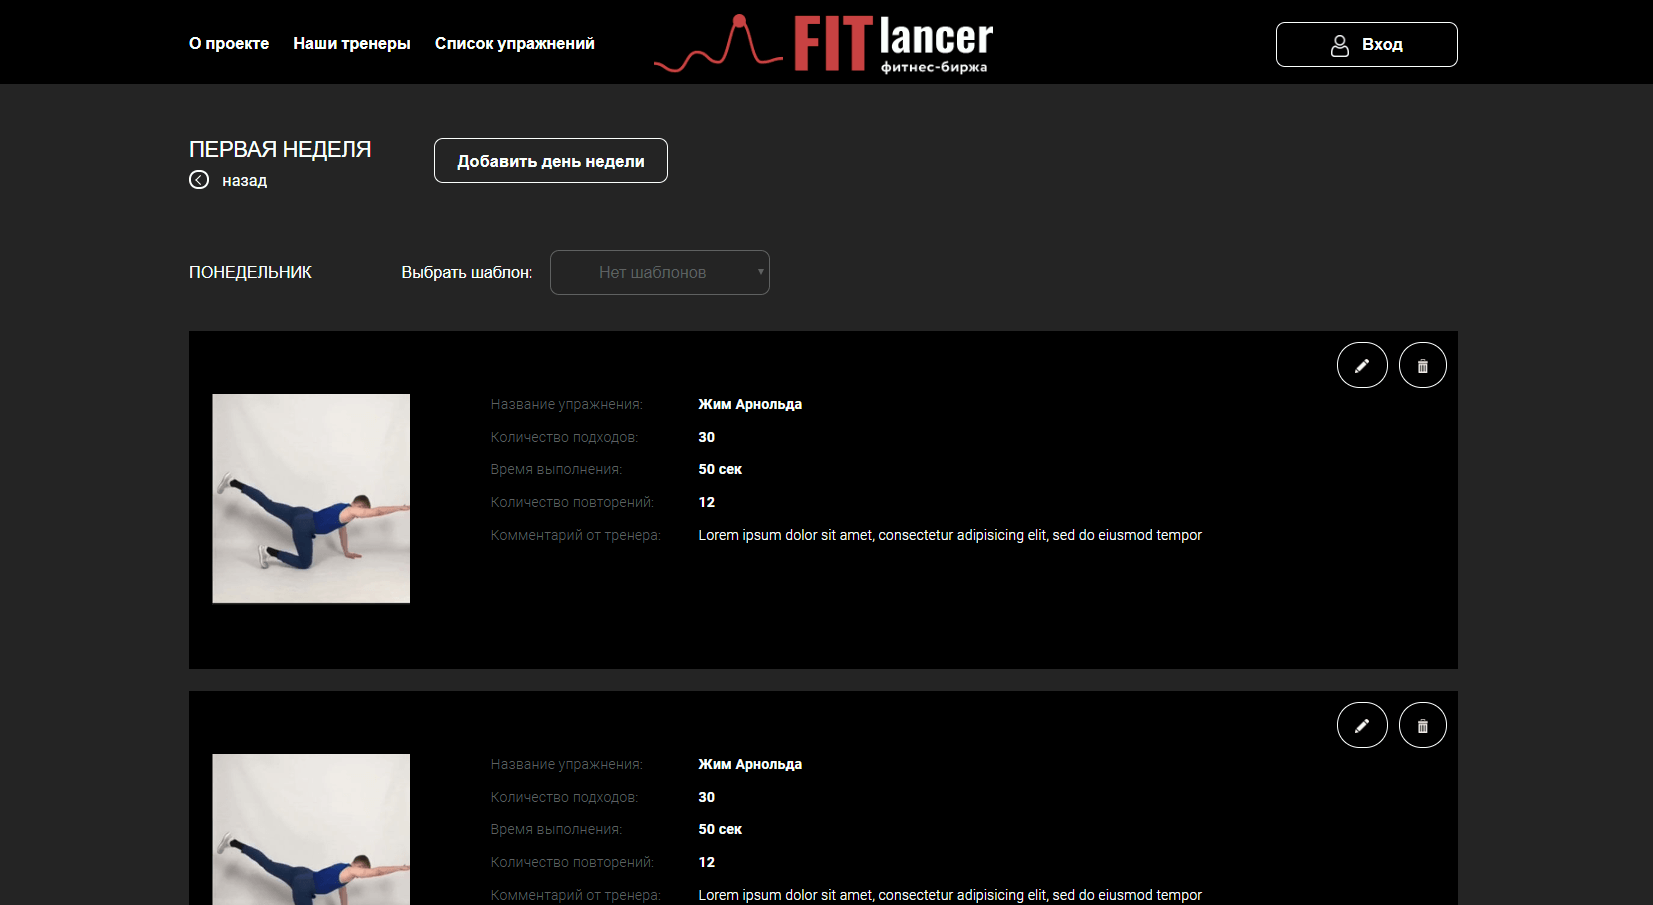 О проекте Наши тренеры Список упражнений
FITlancer
фитнес-биржа
Вход
ПЕРВАЯ НЕДЕЛЯ
Добавить день недели
назад
ПОНЕДЕЛЬНИК
Выбрать шаблон:
Нет шаблонов
Название упражнения: Жим Арнольда
Количество подходов: 30
Время выполнения: 50 сек
Количество повторений: 12
Комментарий от тренера: Lorem ipsum dolor sit amet, consectetur adipisicing elit, sed do eiusmod tempor
Название упражнения: Жим Арнольда
Количество подходов: 30
Время выполнения: 50 сек
Количество повторений: 12
Комментарий от тренера: Lorem ipsum dolor sit amet, consectetur adipisicing elit, sed do eiusmod tempor